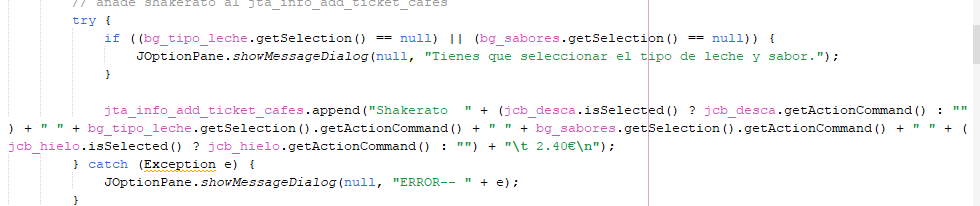 // añade shakerato al jta_info_add_ticket_cafes
try {
if ((bg_tipo_leche.getSelection() == null) || (bg_sabores.getSelection() == null)) {
JOptionPane.showMessageDialog(null, "Tienes que seleccionar el tipo de leche y sabor.");
}
jta_info_add_ticket_cafes.append("Shakerato  " + (jcb_desca.isSelected() ? jcb_desca.getActionCommand() : ""
) + " " + bg_tipo_leche.getSelection().getActionCommand() + " " + bg_sabores.getSelection().getActionCommand() + " " + (
jcb_hielo.isSelected() ? jcb_hielo.getActionCommand() : "") + "\t 2.40€\n");
} catch (Exception e) {
JOptionPane.showMessageDialog(null, "ERROR-- " + e);
}